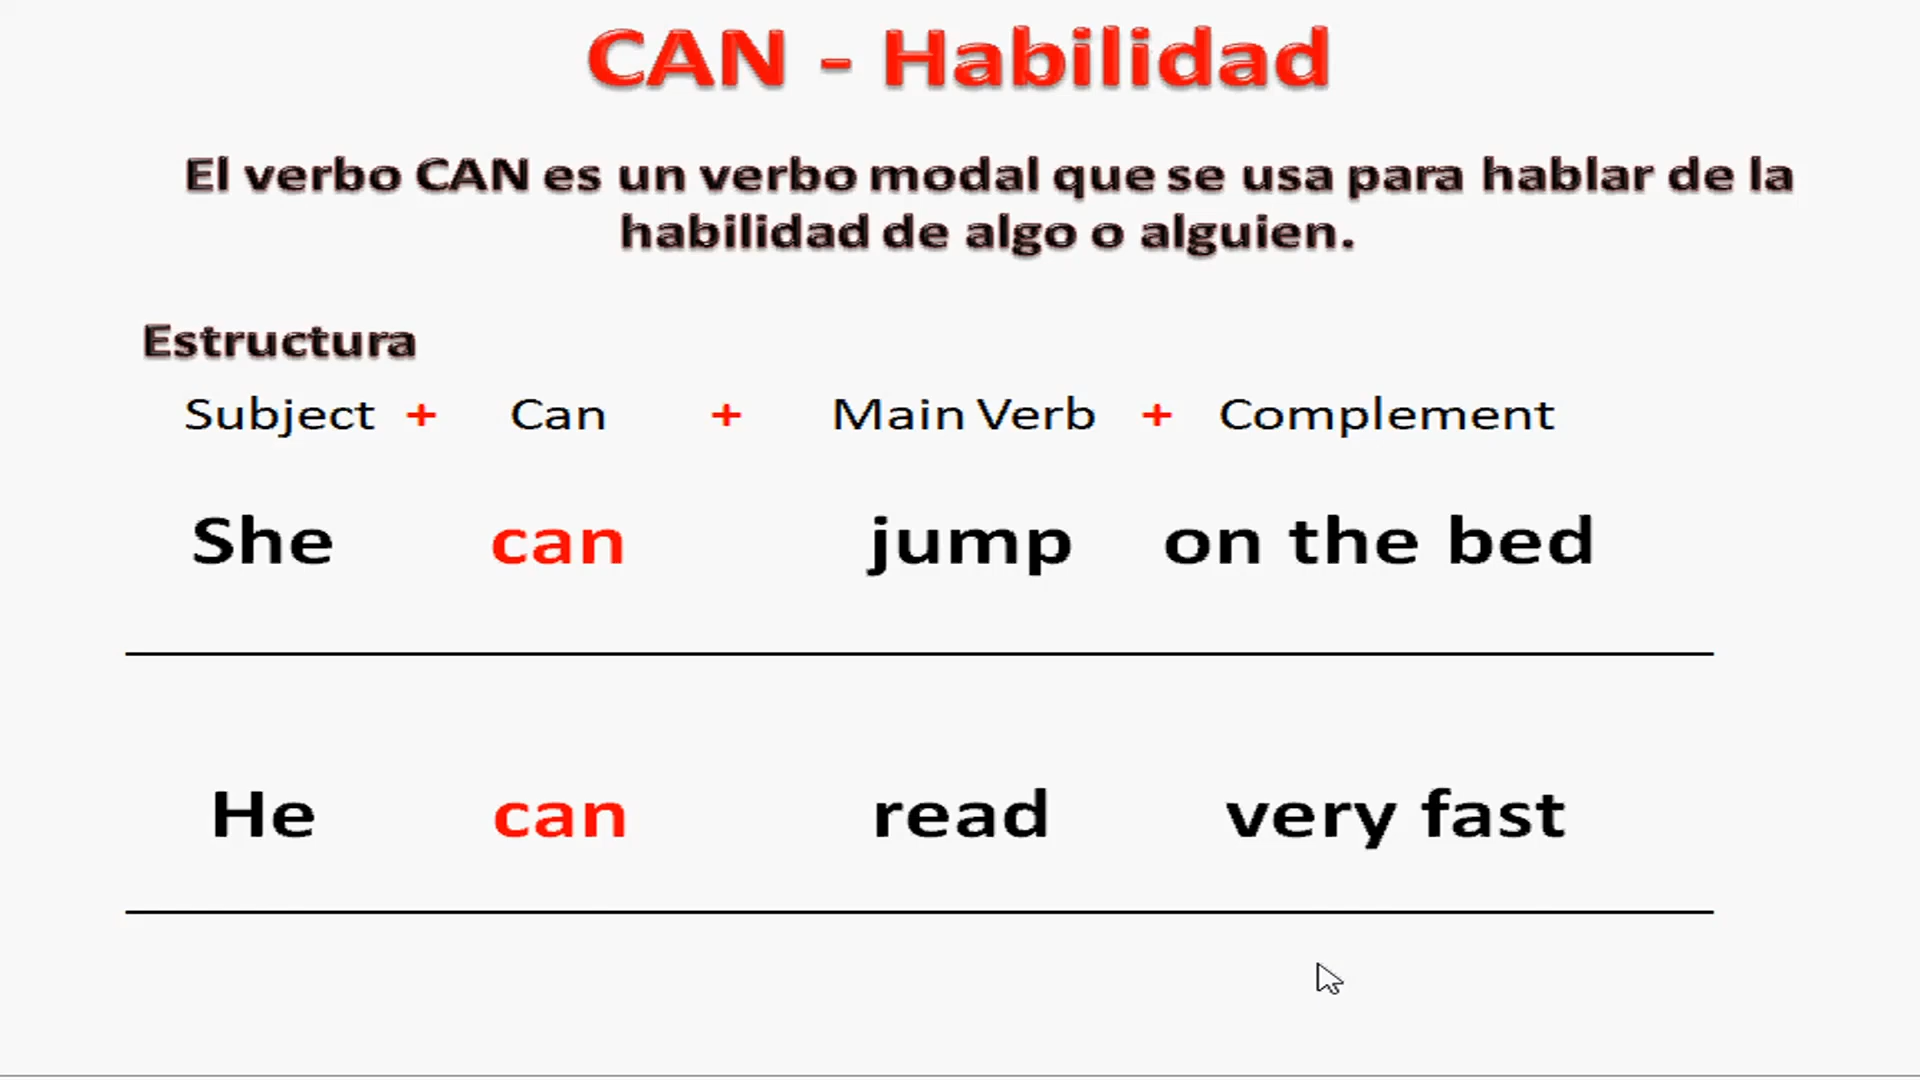 CAN - Habilidad
El verbo CAN es un verbo modal que se usa para hablar de la
habilidad de algo o alguien.
Estructura
Subject + Can + Main Verb + Complement
She can jump on the bed
He can read very fast